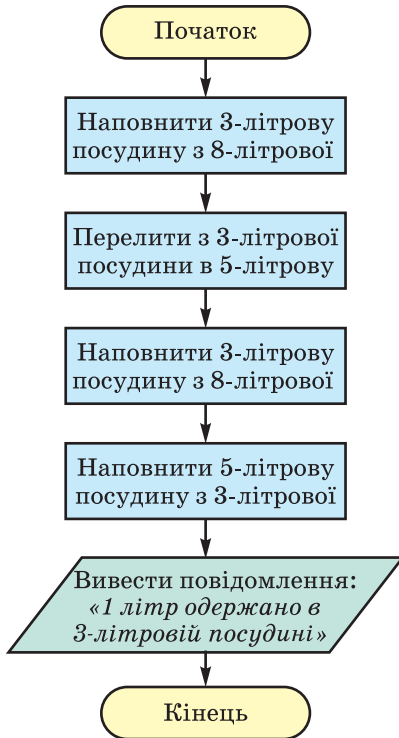 Початок
Наповнити 3-літрову
посудину з 8-літрової
Перелити з 3-літрової
посудини в 5-літрову
Наповнити 3-літрову
посудину з 8-літрової
Наповнити 5-літрову
посудину з 3-літрової
Вивести повідомлення:
«1 літр одержано в
3-літровій посудині»
Кінець